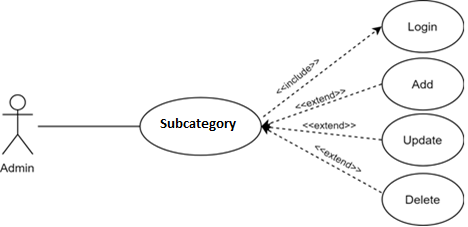 Login
<<include>>
Add
<<extend>>
Subcategory
<<extend>>
Update
Admin
<<extend>>
Delete